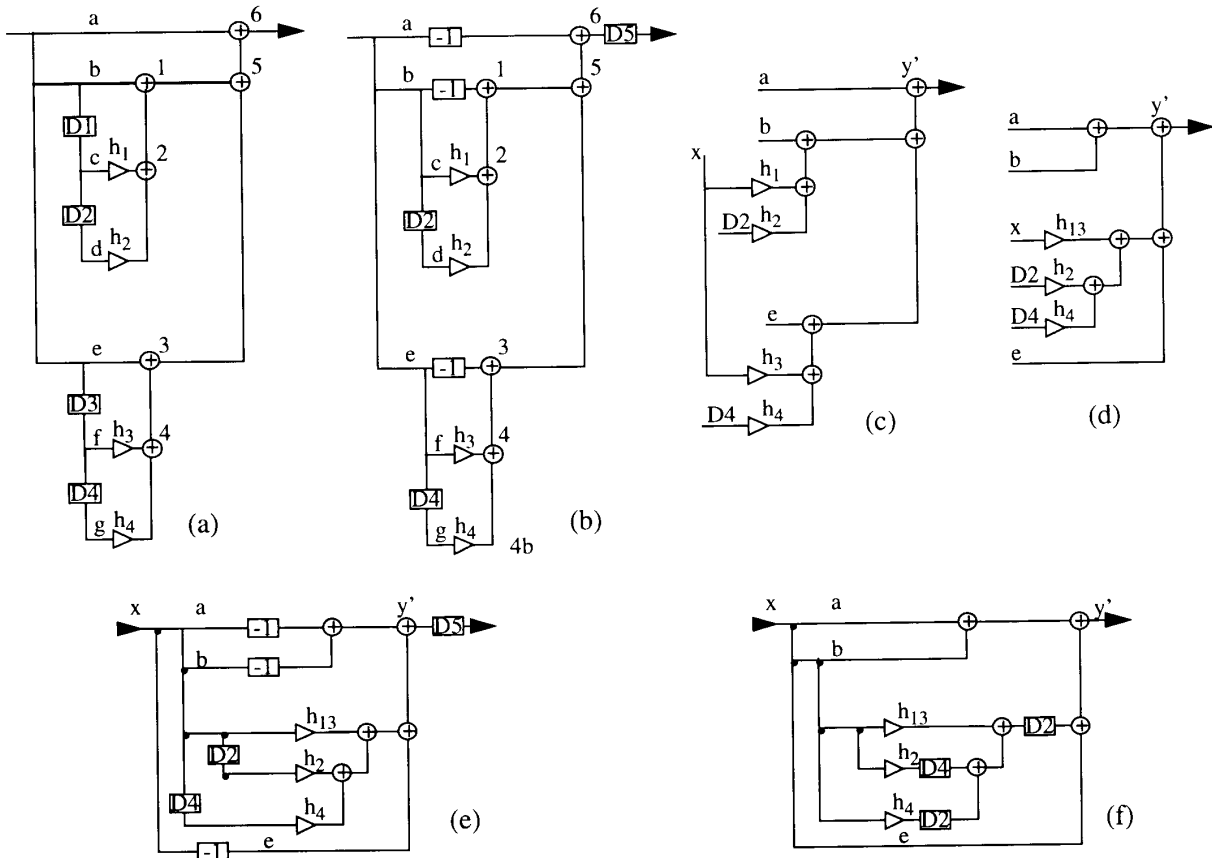 a
6
b
1
5
D1
c
h1
2
D2
d
h2
e
3
D3
f
h3
4
D4
g
h4
(a)
a
-1
6
D5
b
-1
1
5
c
h1
2
D2
d
h2
e
-1
3
f
h3
4
D4
g
h4
4b
(b)
a
y'
b
x
h1
D2
h2
e
h3
D4
h4
(c)
a
y'
b
x
h13
D2
h2
D4
h4
e
(d)
x
a
-1
y'
D5
b
-1
h13
D2
h2
D4
h4
-1
e
(e)
x
a
y'
b
h13
D2
h2
D4
h4
D2
e
(f)